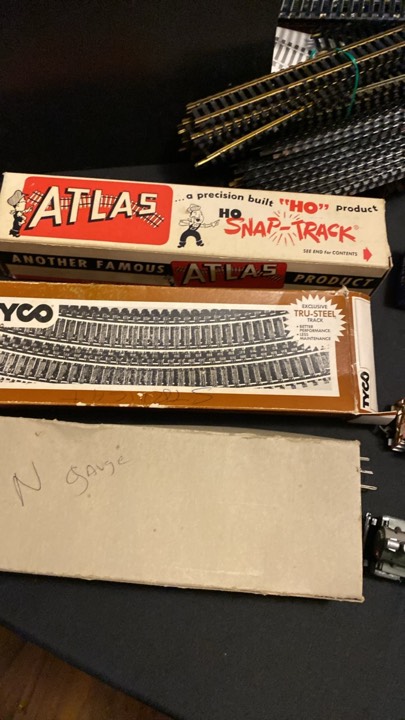 ATLAS
...a precision built "HO" product
HO
SNAP-TRACK®
SEE END for CONTENTS
ANOTHER FAMOUS ATLAS PRODUCT
TYCO
EXCLUSIVE
TRU-STEEL
TRACK
• BETTER
PERFORMANCE
• LESS
MAINTENANCE
TYCO
N gauge